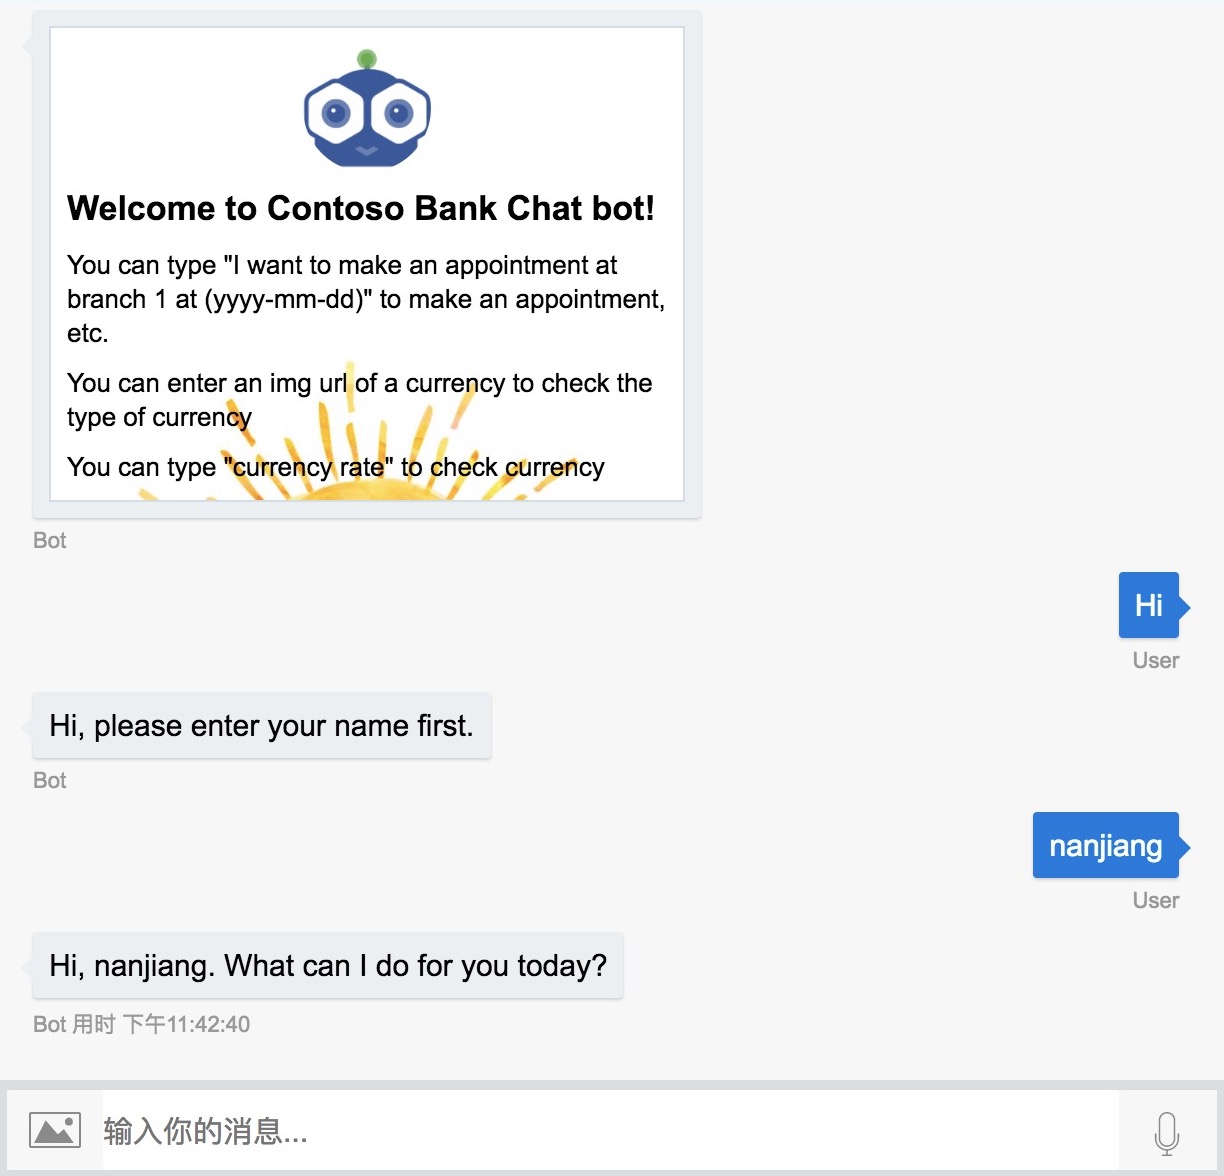 Welcome to Contoso Bank Chat bot!
You can type "I want to make an appointment at
branch 1 at (yyyy-mm-dd)" to make an appointment,
etc.
You can enter an img url of a currency to check the
type of currency
You can type "currency rate" to check currency
Bot
Hi
User
Hi, please enter your name first.
Bot
nanjiang
User
Hi, nanjiang. What can I do for you today?
Bot 用时 下午11:42:40
输入你的消息...